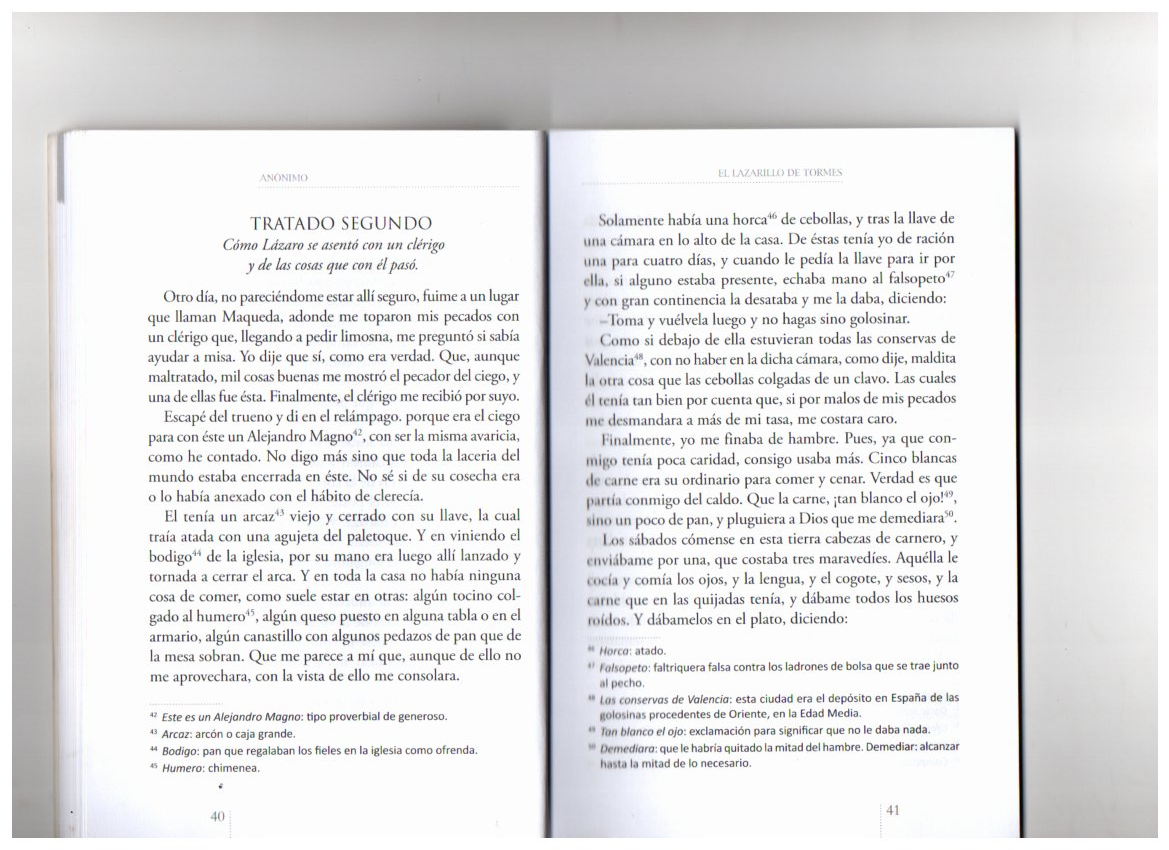 ANÓNIMO
TRATADO SEGUNDO
Cómo Lázaro se asentó con un clérigo
y de las cosas que con él pasó.
Otro día, no pareciéndome estar allí seguro, fuime a un lugar
que llaman Maqueda, adonde me toparon mis pecados con
un clérigo que, llegando a pedir limosna, me preguntó si sabía
ayudar a misa. Yo dije que sí, como era verdad. Que, aunque
maltratado, mil cosas buenas me mostró el pecador del ciego, y
una de ellas fue ésta. Finalmente, el clérigo me recibió por suyo.
Escapé del trueno y di en el relámpago. porque era el ciego
para con éste un Alejandro Magno⁴², con ser la misma avaricia,
como he contado. No digo más sino que toda la laceria del
mundo estaba encerrada en éste. No sé si de su cosecha era
o lo había anexado con el hábito de clerecía.
El tenía un arcaz⁴³ viejo y cerrado con su llave, la cual
traía atada con una agujeta del paletoque. Y en viniendo el
bodigo⁴⁴ de la iglesia, por su mano era luego allí lanzado y
tornada a cerrar el arca. Y en toda la casa no había ninguna
cosa de comer, como suele estar en otras: algún tocino col-
gado al humero⁴⁵, algún queso puesto en alguna tabla o en el
armario, algún canastillo con algunos pedazos de pan que de
la mesa sobran. Que me parece a mí que, aunque de ello no
me aprovechara, con la vista de ello me consolara.
⁴² Este es un Alejandro Magno: tipo proverbial de generoso.
⁴³ Arcaz: arcón o caja grande.
⁴⁴ Bodigo: pan que regalaban los fieles en la iglesia como ofrenda.
⁴⁵ Humero: chimenea.
40
EL LAZARILLO DE TORMES
Solamente había una horca⁴⁶ de cebollas, y tras la llave de
una cámara en lo alto de la casa. De éstas tenía yo de ración
una para cuatro días, y cuando le pedía la llave para ir por
ella, si alguno estaba presente, echaba mano al falsopeto⁴⁷
y con gran continencia la desataba y me la daba, diciendo:
–Toma y vuélvela luego y no hagas sino golosinar.
Como si debajo de ella estuvieran todas las conservas de
Valencia⁴⁸, con no haber en la dicha cámara, como dije, maldita
la otra cosa que las cebollas colgadas de un clavo. Las cuales
él tenía tan bien por cuenta que, si por malos de mis pecados
me desmandara a más de mi tasa, me costara caro.
Finalmente, yo me finaba de hambre. Pues, ya que con-
migo tenía poca caridad, consigo usaba más. Cinco blancas
de carne era su ordinario para comer y cenar. Verdad es que
partía conmigo del caldo. Que la carne, ¡tan blanco el ojo!⁴⁹,
sino un poco de pan, y pluguiera a Dios que me demediara⁵⁰.
Los sábados cómense en esta tierra cabezas de carnero, y
enviábame por una, que costaba tres maravedíes. Aquélla le
cocía y comía los ojos, y la lengua, y el cogote, y sesos, y la
carne que en las quijadas tenía, y dábame todos los huesos
roídos. Y dábamelos en el plato, diciendo:
⁴⁶ Horca: atado.
⁴⁷ Falsopeto: faltriquera falsa contra los ladrones de bolsa que se trae junto
al pecho.
⁴⁸ Las conservas de Valencia: esta ciudad era el depósito en España de las
golosinas procedentes de Oriente, en la Edad Media.
⁴⁹ Tan blanco el ojo: exclamación para significar que no le daba nada.
⁵⁰ Demediara: que le habría quitado la mitad del hambre. Demediar: alcanzar
hasta la mitad de lo necesario.
41